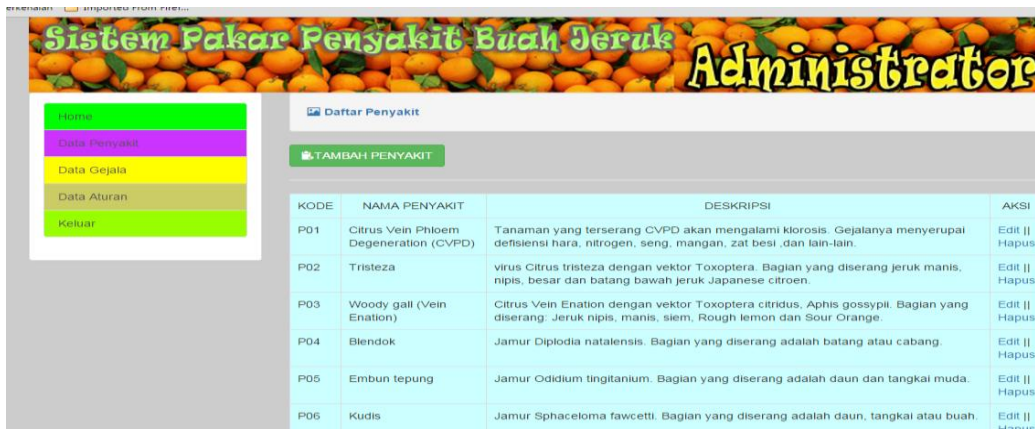 Imported From Firef...
Sistem Pakar Penyakit Buah Jeruk
Administrator
Home
Data Penyakit
Data Gejala
Data Aturan
Keluar
Daftar Penyakit
TAMBAH PENYAKIT
KODE NAMA PENYAKIT DESKRIPSI AKSI
P01 Citrus Vein Phloem Tanaman yang terserang CVPD akan mengalami klorosis. Gejalanya menyerupai Edit ||
Degeneration (CVPD) defisiensi hara, nitrogen, seng, mangan, zat besi ,dan lain-lain. Hapus
P02 Tristeza virus Citrus tristeza dengan vektor Toxoptera. Bagian yang diserang jeruk manis, Edit ||
nipis, besar dan batang bawah jeruk Japanese citroen. Hapus
P03 Woody gall (Vein Citrus Vein Enation dengan vektor Toxoptera citridus, Aphis gossypii. Bagian yang Edit ||
Enation) diserang: Jeruk nipis, manis, siem, Rough lemon dan Sour Orange. Hapus
P04 Blendok Jamur Diplodia natalensis. Bagian yang diserang adalah batang atau cabang. Edit ||
Hapus
P05 Embun tepung Jamur Odidium tingitanium. Bagian yang diserang adalah daun dan tangkai muda. Edit ||
Hapus
P06 Kudis Jamur Sphaceloma fawcetti. Bagian yang diserang adalah daun, tangkai atau buah. Edit ||
Hapus